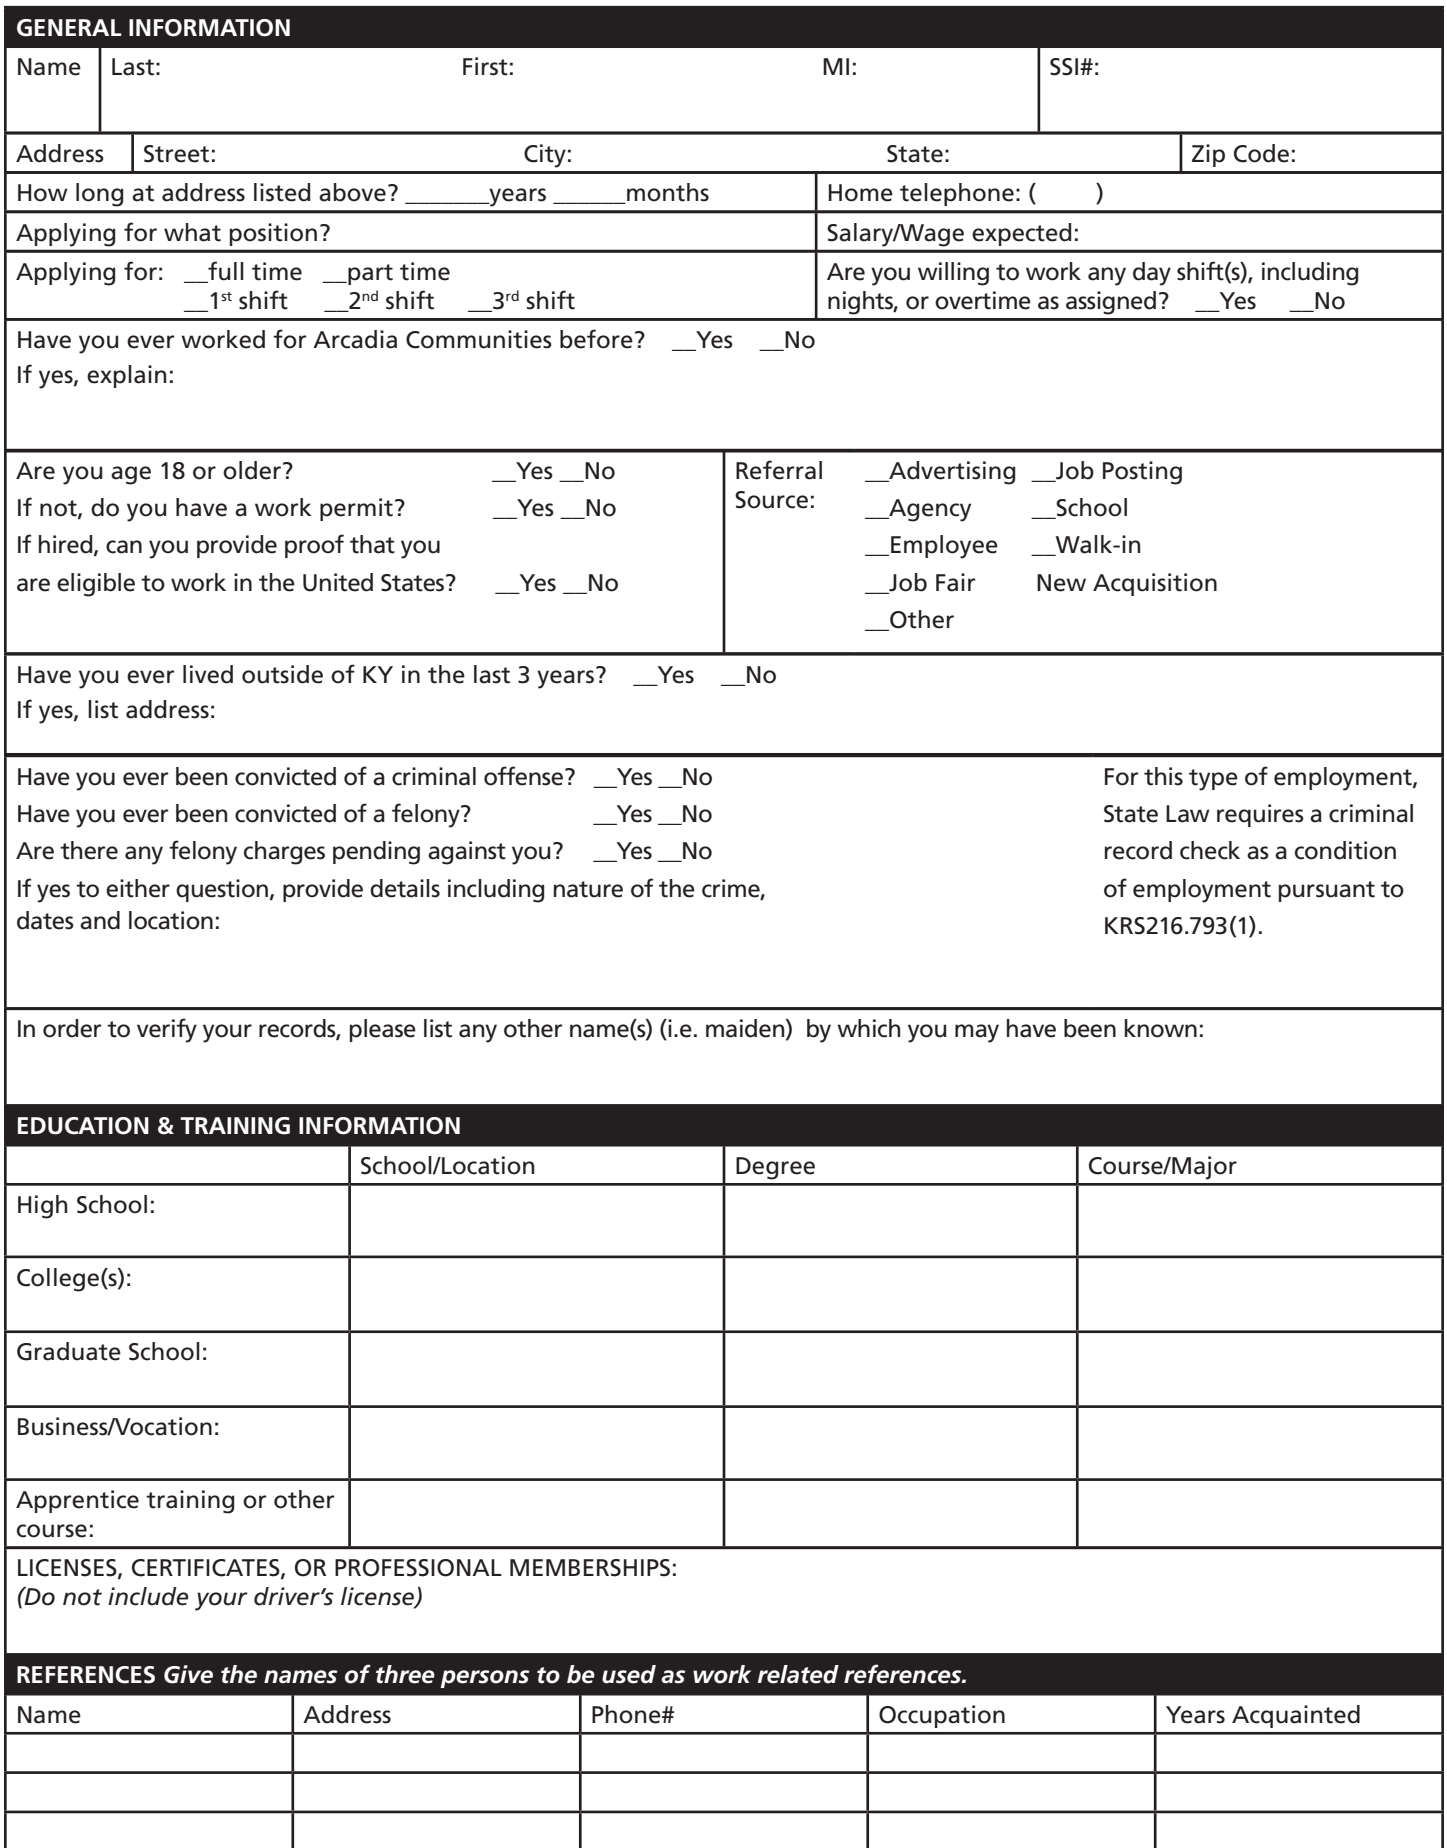 GENERAL INFORMATION
Name Last: First: MI: SSI#:
Address Street: City: State: Zip Code:
How long at address listed above? _______years ______months Home telephone: ( )
Applying for what position? Salary/Wage expected:
Applying for: __full time __part time
__1st shift __2nd shift __3rd shift
Are you willing to work any day shift(s), including
nights, or overtime as assigned? __Yes __No
Have you ever worked for Arcadia Communities before? __Yes __No
If yes, explain:
Are you age 18 or older? __Yes __No
If not, do you have a work permit? __Yes __No
If hired, can you provide proof that you
are eligible to work in the United States? __Yes __No
Referral
Source:
__Advertising __Job Posting
__Agency __School
__Employee __Walk-in
__Job Fair New Acquisition
__Other
Have you ever lived outside of KY in the last 3 years? __Yes __No
If yes, list address:
Have you ever been convicted of a criminal offense? __Yes __No
Have you ever been convicted of a felony? __Yes __No
Are there any felony charges pending against you? __Yes __No
If yes to either question, provide details including nature of the crime,
dates and location:
For this type of employment,
State Law requires a criminal
record check as a condition
of employment pursuant to
KRS216.793(1).
In order to verify your records, please list any other name(s) (i.e. maiden) by which you may have been known:
EDUCATION & TRAINING INFORMATION
School/Location Degree Course/Major
High School:
College(s):
Graduate School:
Business/Vocation:
Apprentice training or other
course:
LICENSES, CERTIFICATES, OR PROFESSIONAL MEMBERSHIPS:
(Do not include your driver’s license)
REFERENCES Give the names of three persons to be used as work related references.
Name Address Phone# Occupation Years Acquainted